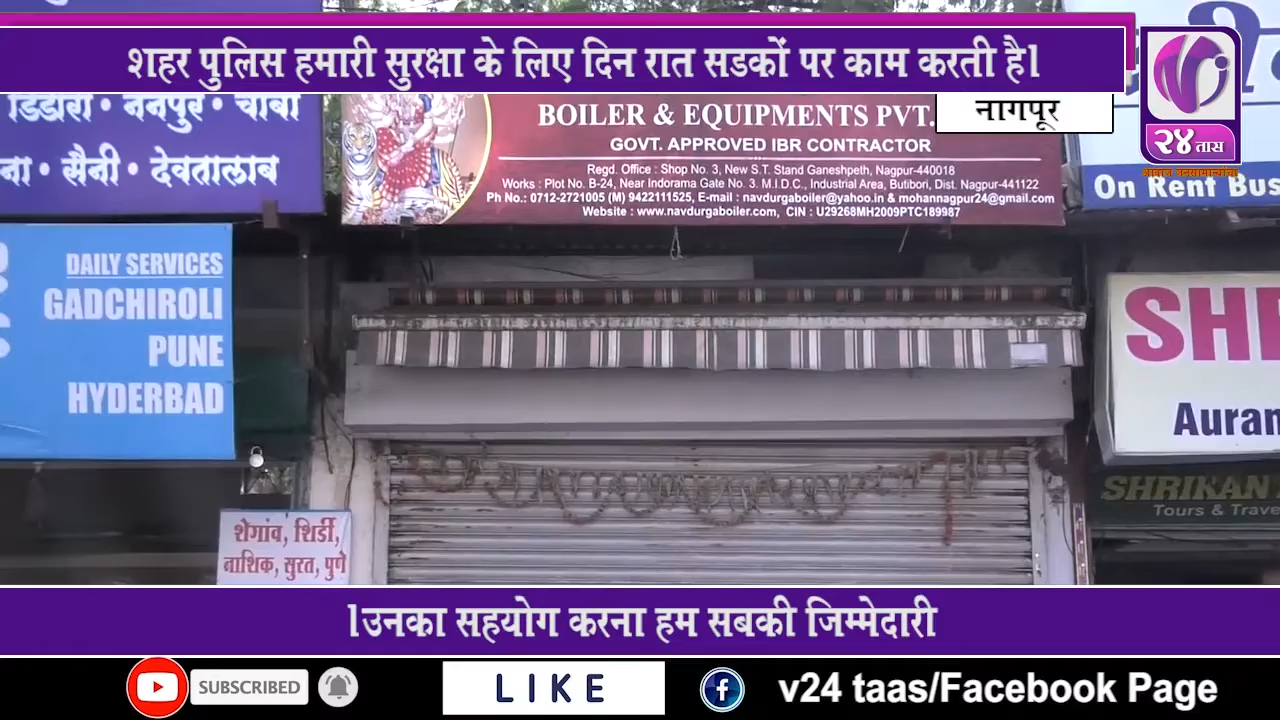 शहर पुलिस हमारी सुरक्षा के लिए दिन रात सडकों पर काम करती है।
नागपूर
२४ तास
डिंडोरी • ननपुर • चाबी
ना • सैनी • देवतालाब
BOILER & EQUIPMENTS PVT.
GOVT. APPROVED IBR CONTRACTOR
Regd. Office : Shop No. 3, New S.T. Stand Ganeshpeth, Nagpur-440018
Works : Plot No. B-24, Near Indorama Gate No. 3. M.I.D.C., Industrial Area, Butibori, Dist. Nagpur-441122
Ph No.: 0712-2721005 (M) 9422111525, E-mail : navdurgaboiler@yahoo.in & mohannagpur24@gmail.com
Website : www.navdurgaboiler.com, CIN : U29268MH2009PTC189987
On Rent Bus
DAILY SERVICES
GADCHIROLI
PUNE
HYDERBAD
SHR
Auran
SHRIKAN
Tours & Trave
शेगांव, शिर्डी,
नाशिक, सुरत, पुणे
।उनका सहयोग करना हम सबकी जिम्मेदारी
SUBSCRIBED
LIKE
v24 taas/Facebook Page